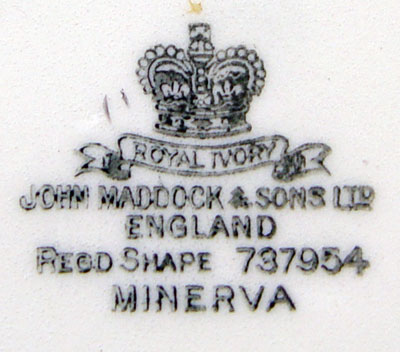 ROYAL IVORY
JOHN MADDOCK & SONS LTD
ENGLAND
REGD SHAPE 737954
MINERVA